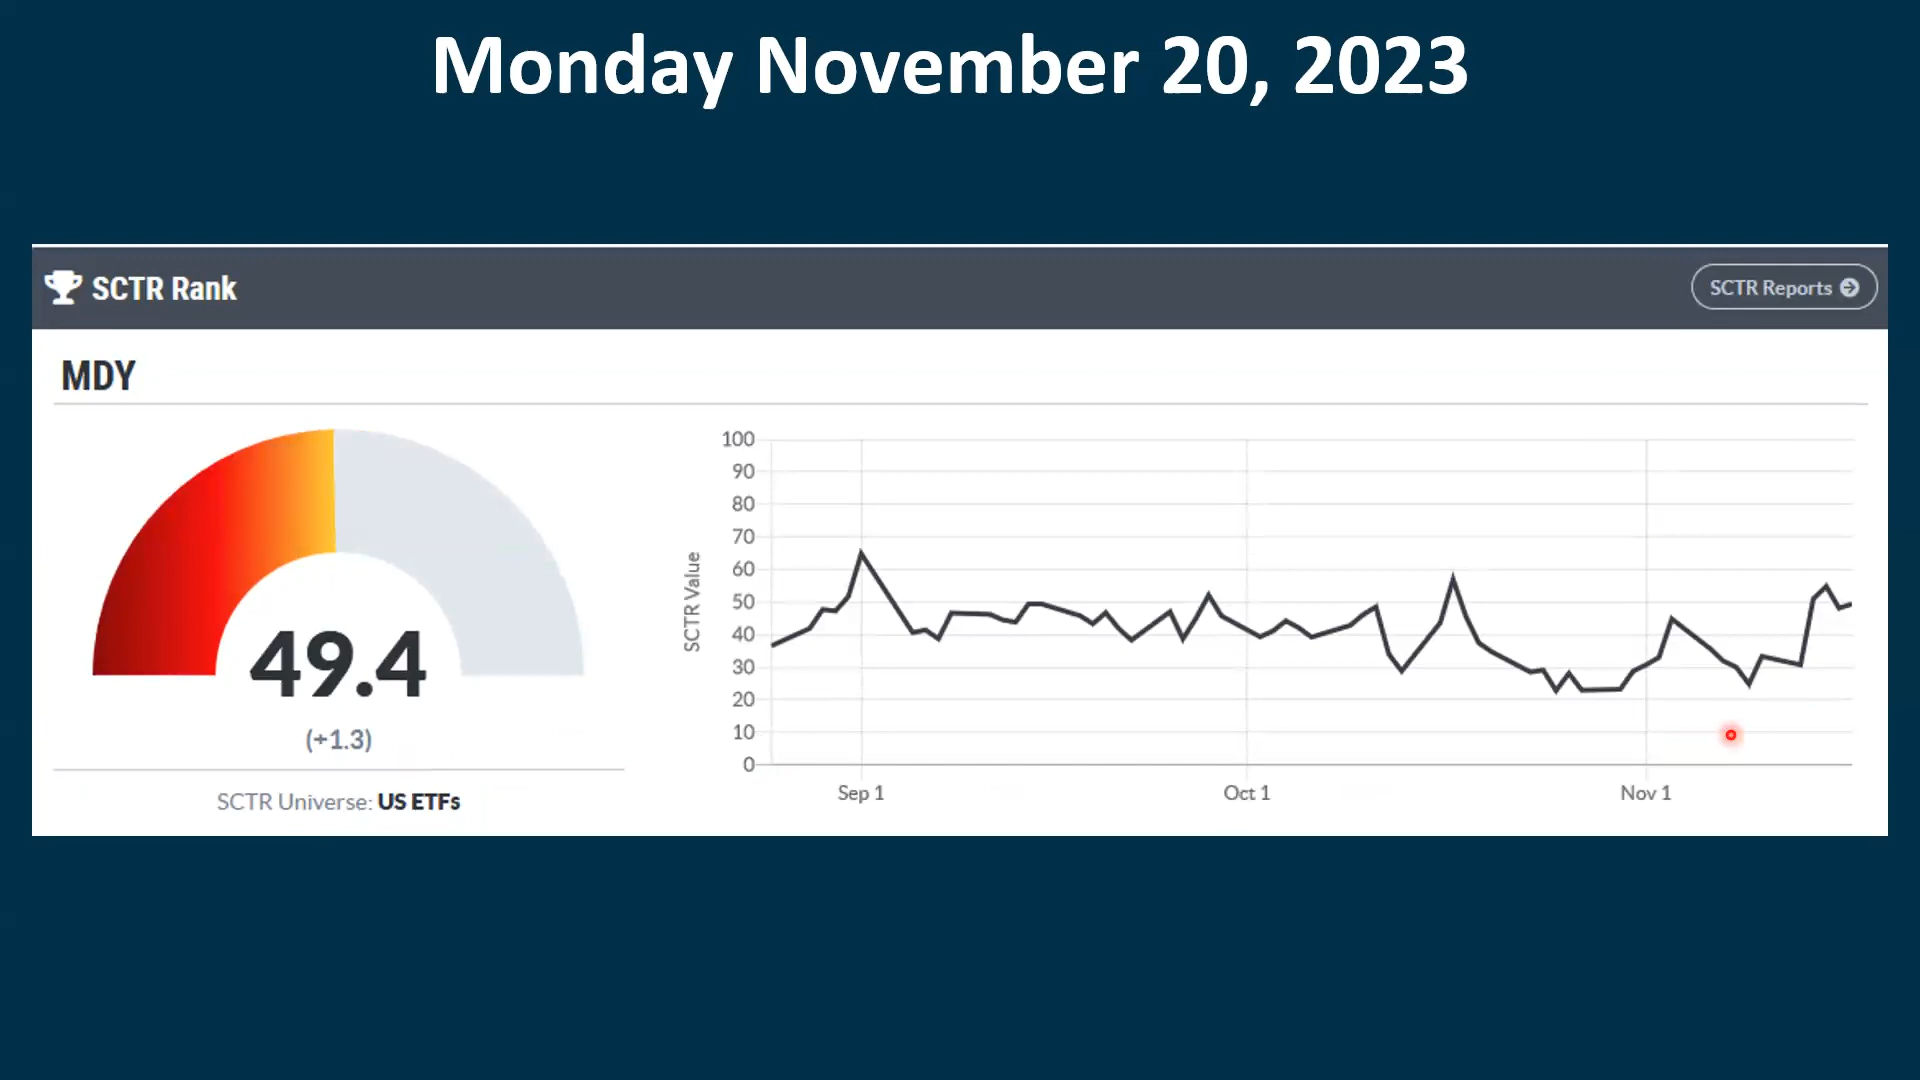 Monday November 20, 2023
SCTR Rank
SCTR Reports
MDY
49.4
(+1.3)
SCTR Universe: US ETFs
SCTR Value
100
90
80
70
60
50
40
30
20
10
0
Sep 1
Oct 1
Nov 1